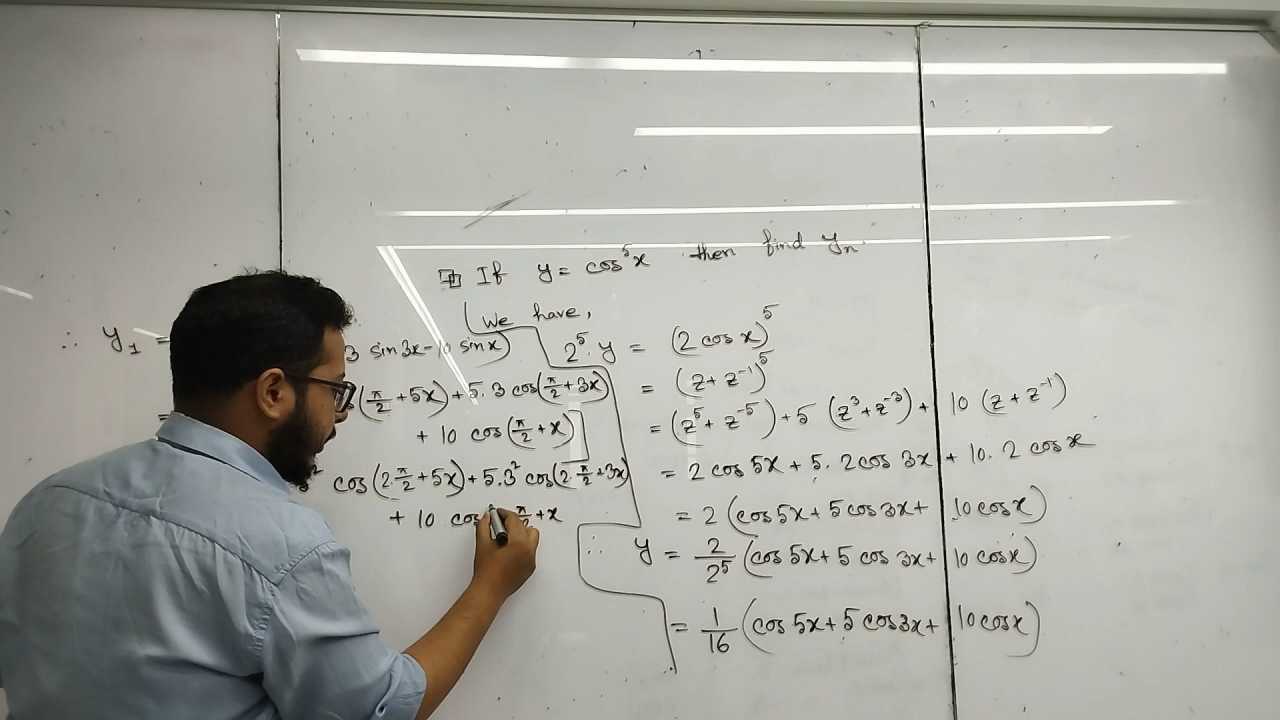 If y = cos⁵x then find yₙ.
We have,
2⁵. y = (2 cos x)⁵
= (z + z⁻¹)⁵
= (z⁵ + z⁻⁵) + 5 (z³ + z⁻³) + 10 (z + z⁻¹)
= 2 cos 5x + 5. 2 cos 3x + 10. 2 cos x
= 2 (cos 5x + 5 cos 3x + 10 cos x)
∴ y = 2/2⁵ (cos 5x + 5 cos 3x + 10 cos x)
= 1/16 (cos 5x + 5 cos 3x + 10 cos x)
∴ y₁ = 3 sin 3x - 10 sin x)
(π/2 + 5x) + 5. 3 cos (π/2 + 3x)
+ 10 cos (π/2 + x)
cos (2.π/2 + 5x) + 5.3² cos (2.π/2 + 3x)
+ 10 cos π/2 + x